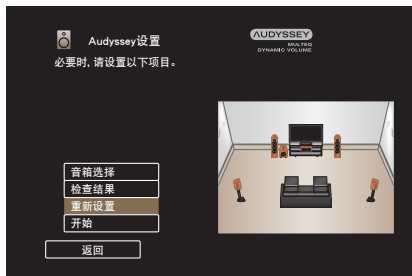 Audyssey设置
AUDYSSEY
MULTEQ
DYNAMIC VOLUME
必要时, 请设置以下项目。
音箱选择
检查结果
重新设置
开始
返回